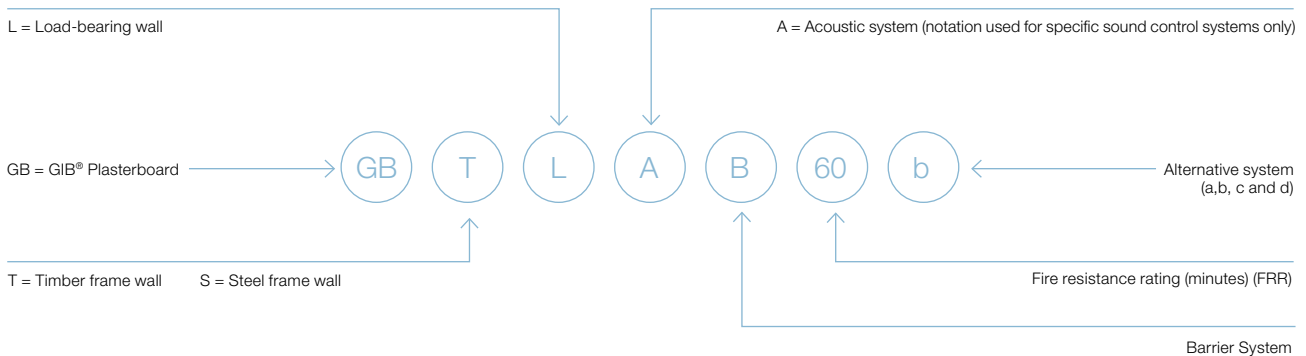 L = Load-bearing wall
A = Acoustic system (notation used for specific sound control systems only)
GB = GIB® Plasterboard
GB T L A B 60 b
Alternative system
(a,b, c and d)
T = Timber frame wall S = Steel frame wall
Fire resistance rating (minutes) (FRR)
Barrier System